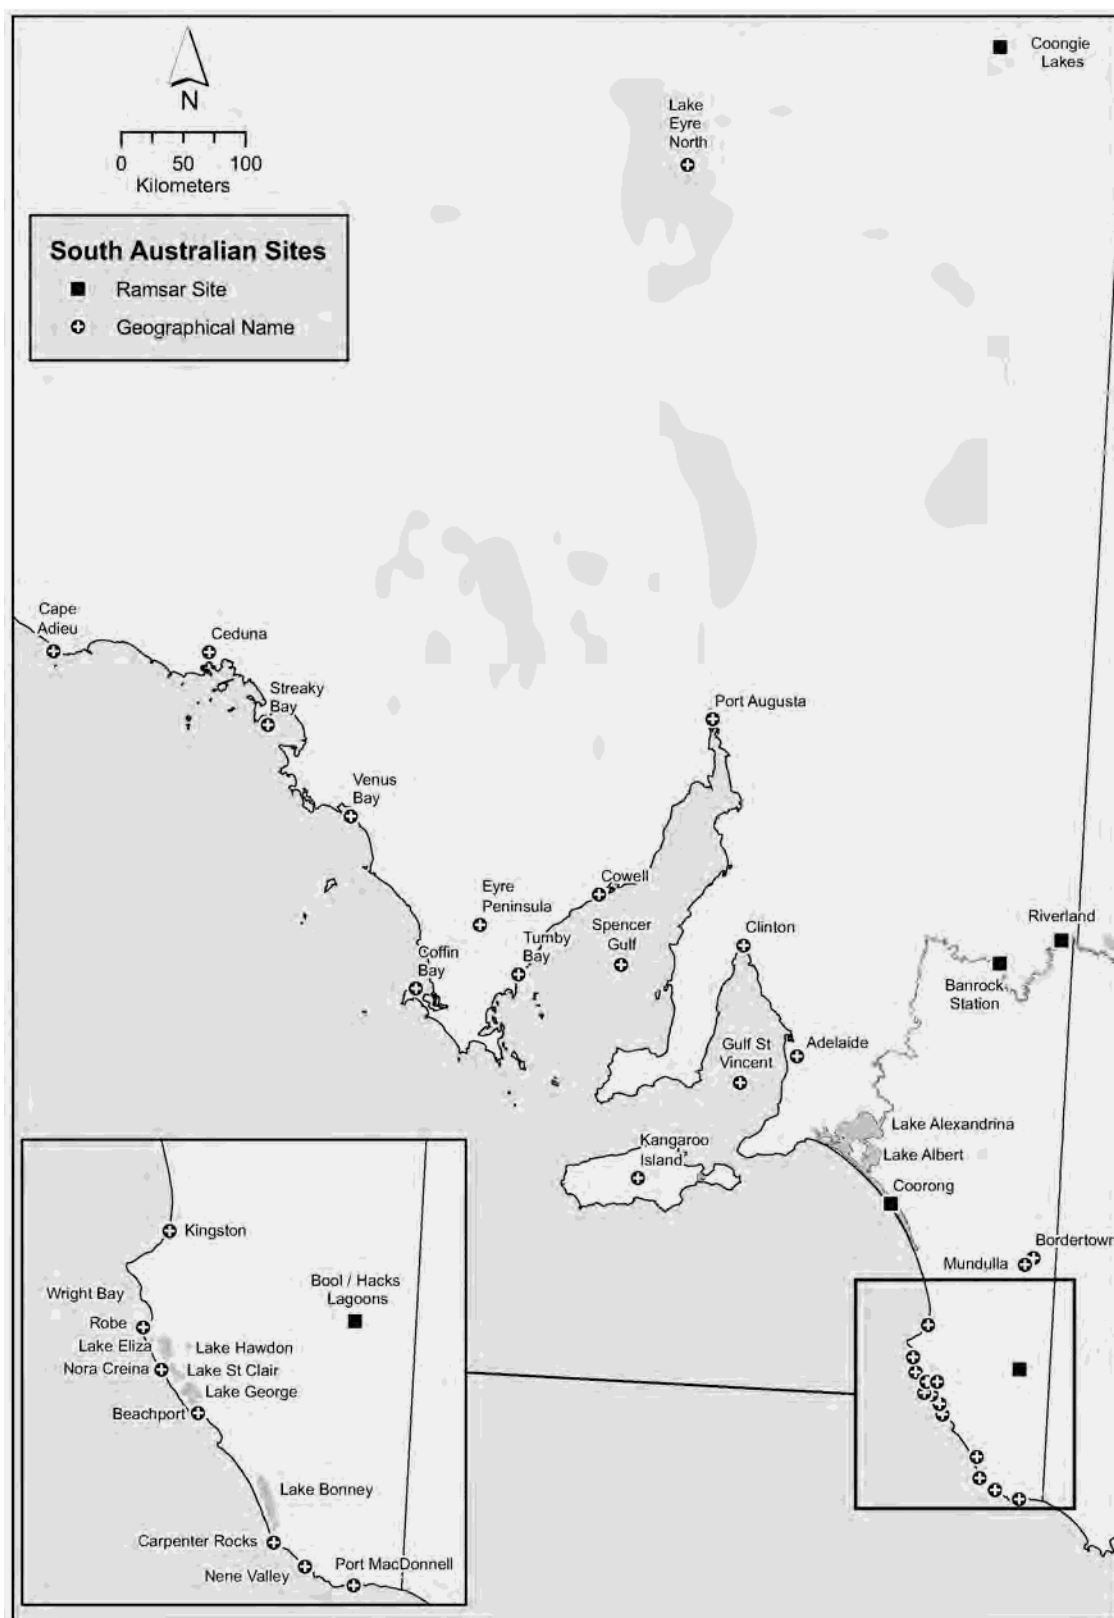 Coongie
Lakes
N
0 50 100
Kilometers
Lake
Eyre
North
South Australian Sites
Ramsar Site
Geographical Name
Cape
Adieu
Ceduna
Streaky
Bay
Port Augusta
Venus
Bay
Cowell
Eyre
Peninsula
Spencer
Gulf
Tumby
Bay
Coffin
Bay
Clinton
Riverland
Banrock
Station
Gulf St
Vincent
Adelaide
Lake Alexandrina
Lake Albert
Kangaroo
Island
Coorong
Bordertown
Mundulla
Kingston
Bool / Hacks
Lagoons
Wright Bay
Robe
Lake Eliza
Lake Hawdon
Nora Creina
Lake St Clair
Lake George
Beachport
Lake Bonney
Carpenter Rocks
Nene Valley
Port MacDonnell